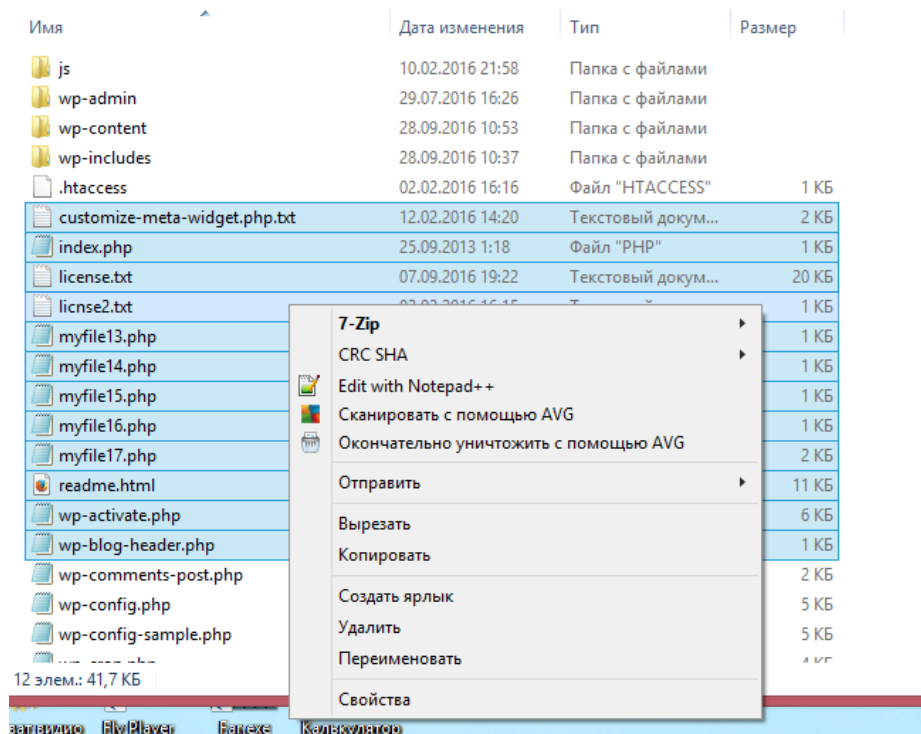 Имя Дата изменения Тип Размер
js 10.02.2016 21:58 Папка с файлами
wp-admin 29.07.2016 16:26 Папка с файлами
wp-content 28.09.2016 10:53 Папка с файлами
wp-includes 28.09.2016 10:37 Папка с файлами
.htaccess 02.02.2016 16:16 Файл "HTACCESS" 1 КБ
customize-meta-widget.php.txt 12.02.2016 14:20 Текстовый докум... 2 КБ
index.php 25.09.2013 1:18 Файл "PHP" 1 КБ
license.txt 07.09.2016 19:22 Текстовый докум... 20 КБ
licnse2.txt 1 КБ
myfile13.php 1 КБ
myfile14.php 1 КБ
myfile15.php 1 КБ
myfile16.php 1 КБ
myfile17.php 2 КБ
readme.html 11 КБ
wp-activate.php 6 КБ
wp-blog-header.php 1 КБ
wp-comments-post.php 2 КБ
wp-config.php 5 КБ
wp-config-sample.php 5 КБ
12 элем.: 41,7 КБ
7-Zip
CRC SHA
Edit with Notepad++
Сканировать с помощью AVG
Окончательно уничтожить с помощью AVG
Отправить
Вырезать
Копировать
Создать ярлык
Удалить
Переименовать
Свойства
Fly Player Far.exe Калькулятор